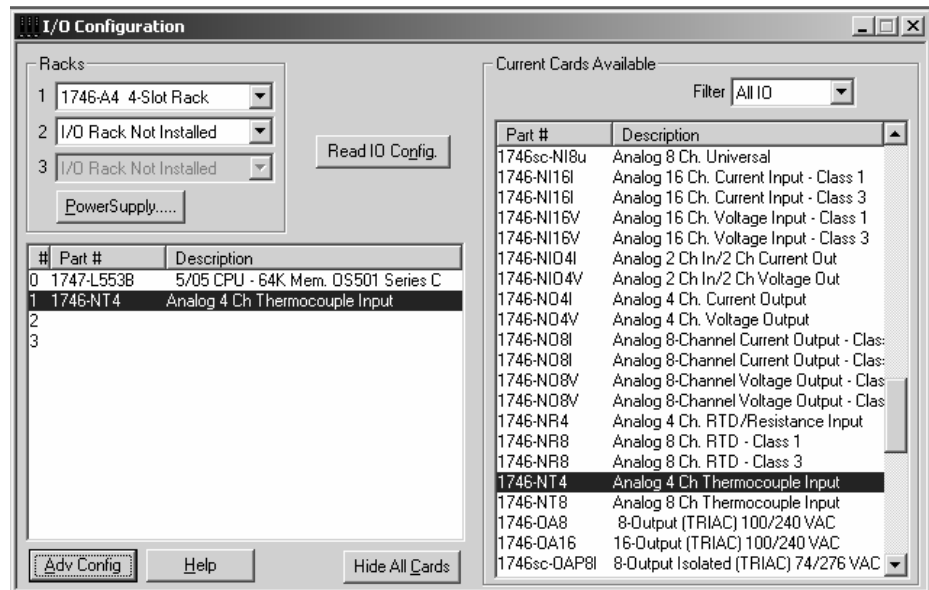 I/O Configuration
Racks
1 1746-A4 4-Slot Rack
2 I/O Rack Not Installed
3 I/O Rack Not Installed
PowerSupply.....
Read IO Config.
# Part # Description
0 1747-L553B 5/05 CPU - 64K Mem. OS501 Series C
1 1746-NT4 Analog 4 Ch Thermocouple Input
2
3
Adv Config
Help
Hide All Cards
Current Cards Available
Filter All IO
Part # Description
1746sc-NI8u Analog 8 Ch. Universal
1746-NI16I Analog 16 Ch. Current Input - Class 1
1746-NI16I Analog 16 Ch. Current Input - Class 3
1746-NI16V Analog 16 Ch. Voltage Input - Class 1
1746-NI16V Analog 16 Ch. Voltage Input - Class 3
1746-NIO4I Analog 2 Ch In/2 Ch Current Out
1746-NIO4V Analog 2 Ch In/2 Ch Voltage Out
1746-NO4I Analog 4 Ch. Current Output
1746-NO4V Analog 4 Ch. Voltage Output
1746-NO8I Analog 8-Channel Current Output - Clas
1746-NO8I Analog 8-Channel Current Output - Clas
1746-NO8V Analog 8-Channel Voltage Output - Clas
1746-NO8V Analog 8-Channel Voltage Output - Clas
1746-NR4 Analog 4 Ch. RTD/Resistance Input
1746-NR8 Analog 8 Ch. RTD - Class 1
1746-NR8 Analog 8 Ch. RTD - Class 3
1746-NT4 Analog 4 Ch Thermocouple Input
1746-NT8 Analog 8 Ch Thermocouple Input
1746-OA8 8-Output (TRIAC) 100/240 VAC
1746-OA16 16-Output (TRIAC) 100/240 VAC
1746sc-OAP8I 8-Output Isolated (TRIAC) 74/276 VAC